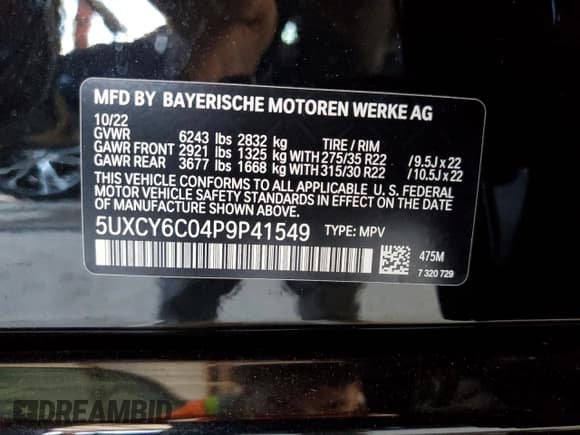 MFD BY BAYERISCHE MOTOREN WERKE AG
10/22
GVWR 6243 lbs 2832 kg TIRE / RIM
GAWR FRONT 2921 lbs 1325 kg WITH 275/35 R22 /9.5J x 22
GAWR REAR 3677 lbs 1668 kg WITH 315/30 R22 /10.5J x 22
THIS VEHICLE CONFORMS TO ALL APPLICABLE U. S. FEDERAL
MOTOR VEHICLE SAFETY STANDARDS IN EFFECT ON THE DATE
OF MANUFACTURE SHOWN ABOVE.
5UXCY6C04P9P41549 TYPE: MPV
475M
7 320 729
DREAMBID